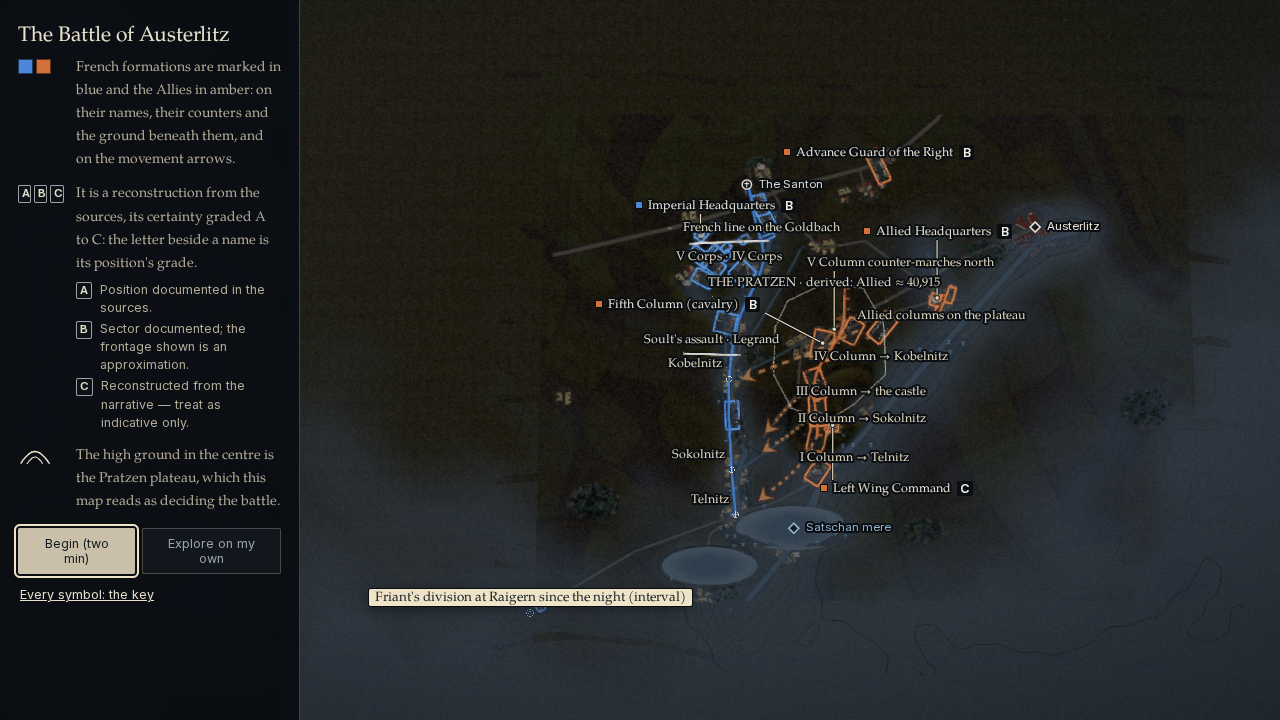 The Battle of Austerlitz
French formations are marked in
blue and the Allies in amber: on
their names, their counters and
the ground beneath them, and
on the movement arrows.
A B C
It is a reconstruction from the
sources, its certainty graded A
to C: the letter beside a name is
its position's grade.
A Position documented in the
sources.
B Sector documented; the
frontage shown is an
approximation.
C Reconstructed from the
narrative — treat as
indicative only.
The high ground in the centre is
the Pratzen plateau, which this
map reads as deciding the battle.
Begin (two
min)
Explore on my
own
Every symbol: the key
Advance Guard of the Right B
The Santon
Imperial Headquarters B
French line on the Goldbach
Allied Headquarters B
Austerlitz
V Corps · IV Corps
V Column counter-marches north
THE PRATZEN · derived: Allied ≈ 40,915
Fifth Column (cavalry) B
Allied columns on the plateau
Soult's assault · Legrand
IV Column → Kobelnitz
Kobelnitz
III Column → the castle
II Column → Sokolnitz
Sokolnitz
I Column → Telnitz
Left Wing Command C
Telnitz
Satschan mere
Friant's division at Raigern since the night (interval)